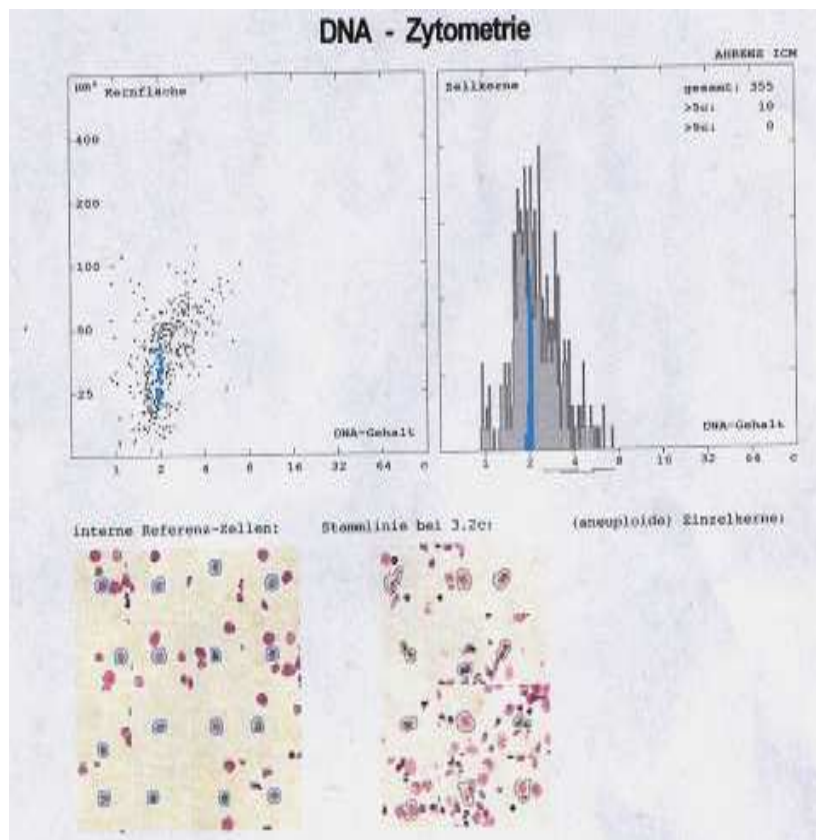 DNA - Zytometrie
AHRENS ICM
µm² Kernfläche
400
200
100
50
25
DNA-Gehalt
1 2 4 8 16 32 64 c
Zellkerne
gesamt: 355
>5c: 10
>9c: 0
DNA-Gehalt
1 2 4 8 16 32 64 c
interne Referenz-Zellen:
Stammlinie bei 3.2c:
(aneuploide) Einzelkerne: